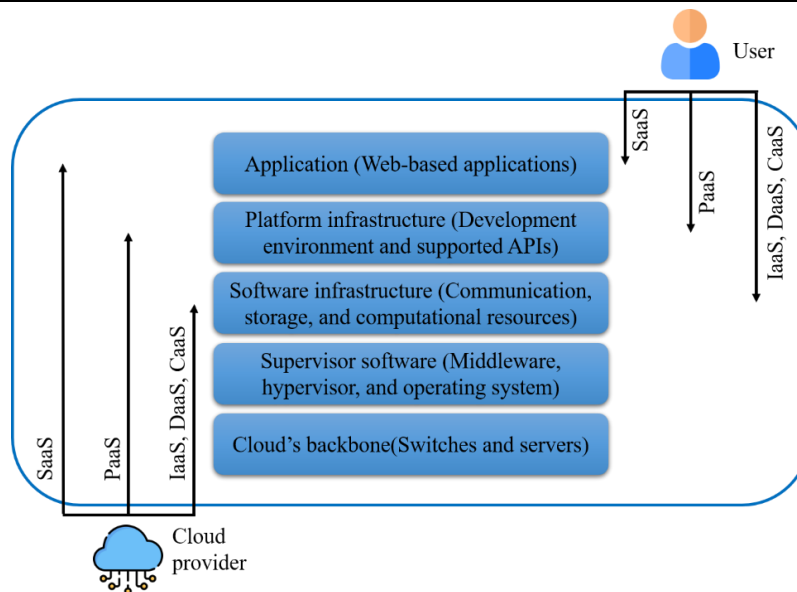 User
SaaS
PaaS
IaaS, DaaS, CaaS
Application (Web-based applications)
Platform infrastructure (Development
environment and supported APIs)
Software infrastructure (Communication,
storage, and computational resources)
Supervisor software (Middleware,
hypervisor, and operating system)
Cloud’s backbone(Switches and servers)
SaaS
PaaS
IaaS, DaaS, CaaS
Cloud
provider